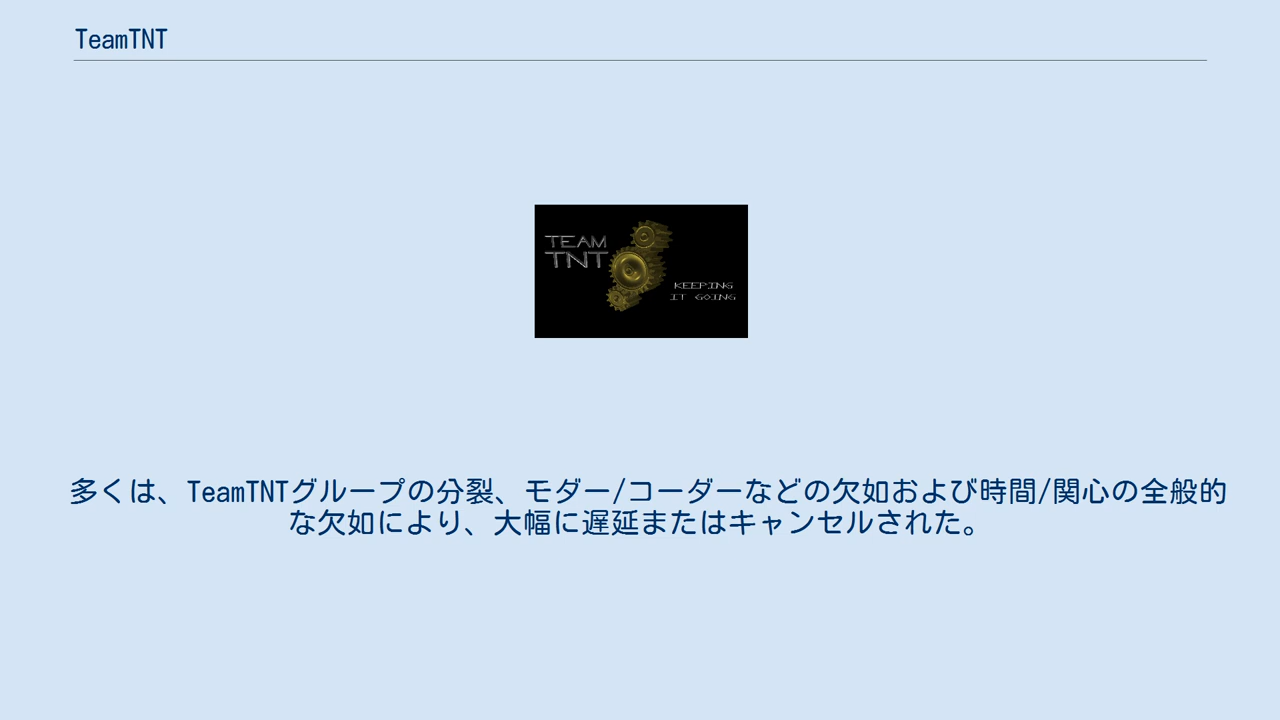 TeamTNT
TEAM
TNT
KEEPING
IT GOING
多くは、TeamTNTグループの分裂、モダー/コーダーなどの欠如および時間/関心の全般的
な欠如により、大幅に遅延またはキャンセルされた。